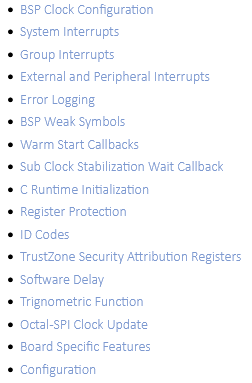 BSP Clock Configuration
System Interrupts
Group Interrupts
External and Peripheral Interrupts
Error Logging
BSP Weak Symbols
Warm Start Callbacks
Sub Clock Stabilization Wait Callback
C Runtime Initialization
Register Protection
ID Codes
TrustZone Security Attribution Registers
Software Delay
Trignometric Function
Octal-SPI Clock Update
Board Specific Features
Configuration